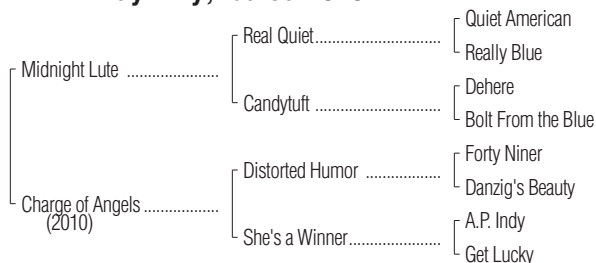 Quiet American
Real Quiet
Really Blue
Midnight Lute
Dehere
Candytuft
Bolt From the Blue
Forty Niner
Distorted Humor
Danzig's Beauty
Charge of Angels
(2010)
A.P. Indy
She's a Winner
Get Lucky